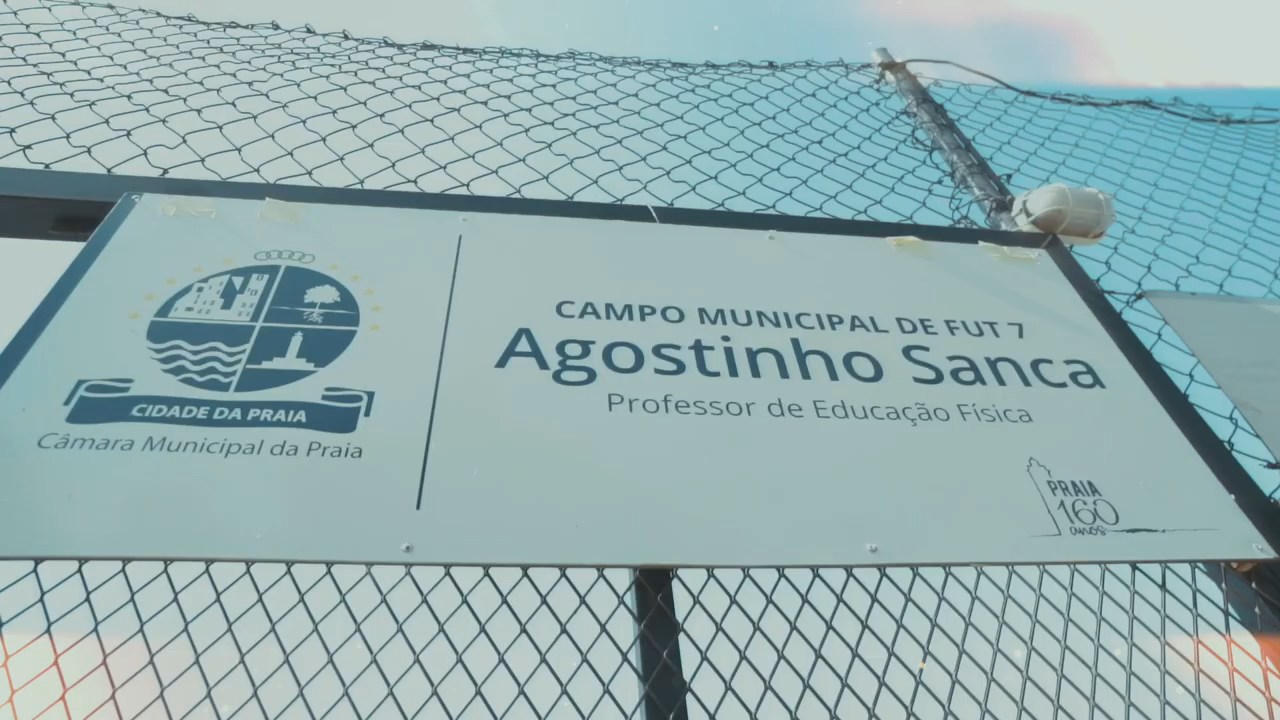 CIDADE DA PRAIA
Câmara Municipal da Praia
CAMPO MUNICIPAL DE FUT 7
Agostinho Sanca
Professor de Educação Física
PRAIA
160
anos